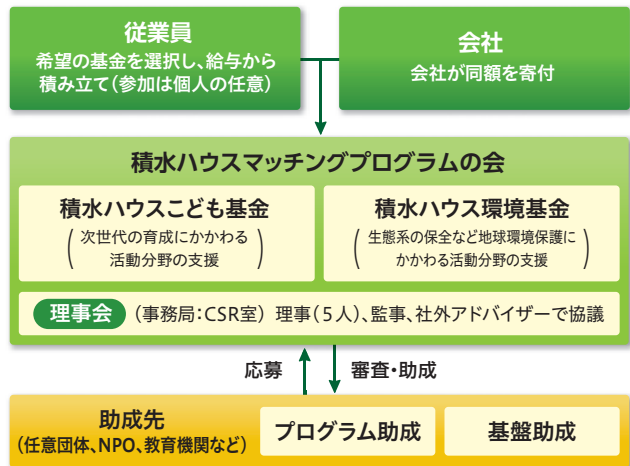 従業員
希望の基金を選択し、給与から
積み立て（参加は個人の任意）
会社
会社が同額を寄付
積水ハウスマッチングプログラムの会
積水ハウスこども基金
（次世代の育成にかかわる
活動分野の支援）
積水ハウス環境基金
（生態系の保全など地球環境保護に
かかわる活動分野の支援）
理事会 （事務局：CSR室） 理事（5人）、監事、社外アドバイザーで協議
応募
審査・助成
助成先
（任意団体、NPO、教育機関など）
プログラム助成
基盤助成